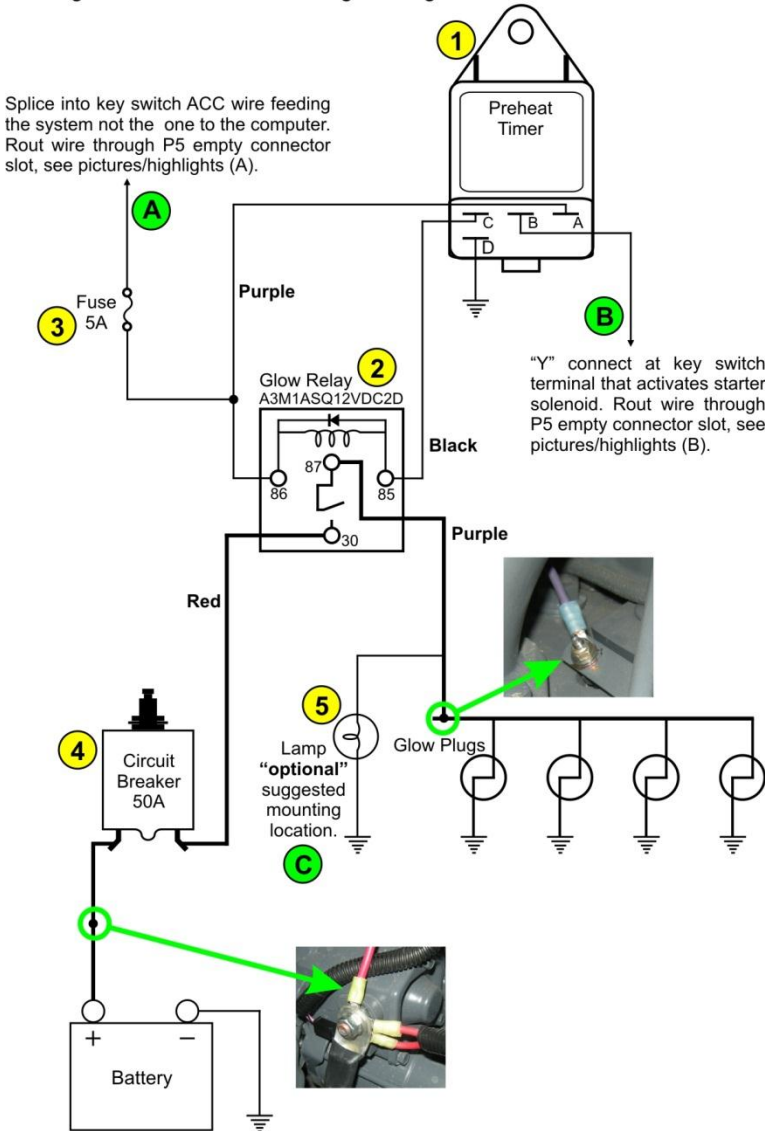 1
Preheat
Timer
Splice into key switch ACC wire feeding
the system not the one to the computer.
Rout wire through P5 empty connector
slot, see pictures/highlights (A).
A
C
B
A
D
Purple
Fuse
5A
3
B
"Y" connect at key switch
terminal that activates starter
solenoid. Rout wire through
P5 empty connector slot, see
pictures/highlights (B).
Glow Relay
2
A3M1ASQ12VDC2D
Black
87
86
85
30
Purple
Red
5
4
Circuit
Breaker
50A
Lamp
"optional"
suggested
mounting
location.
C
Glow Plugs
+
−
Battery